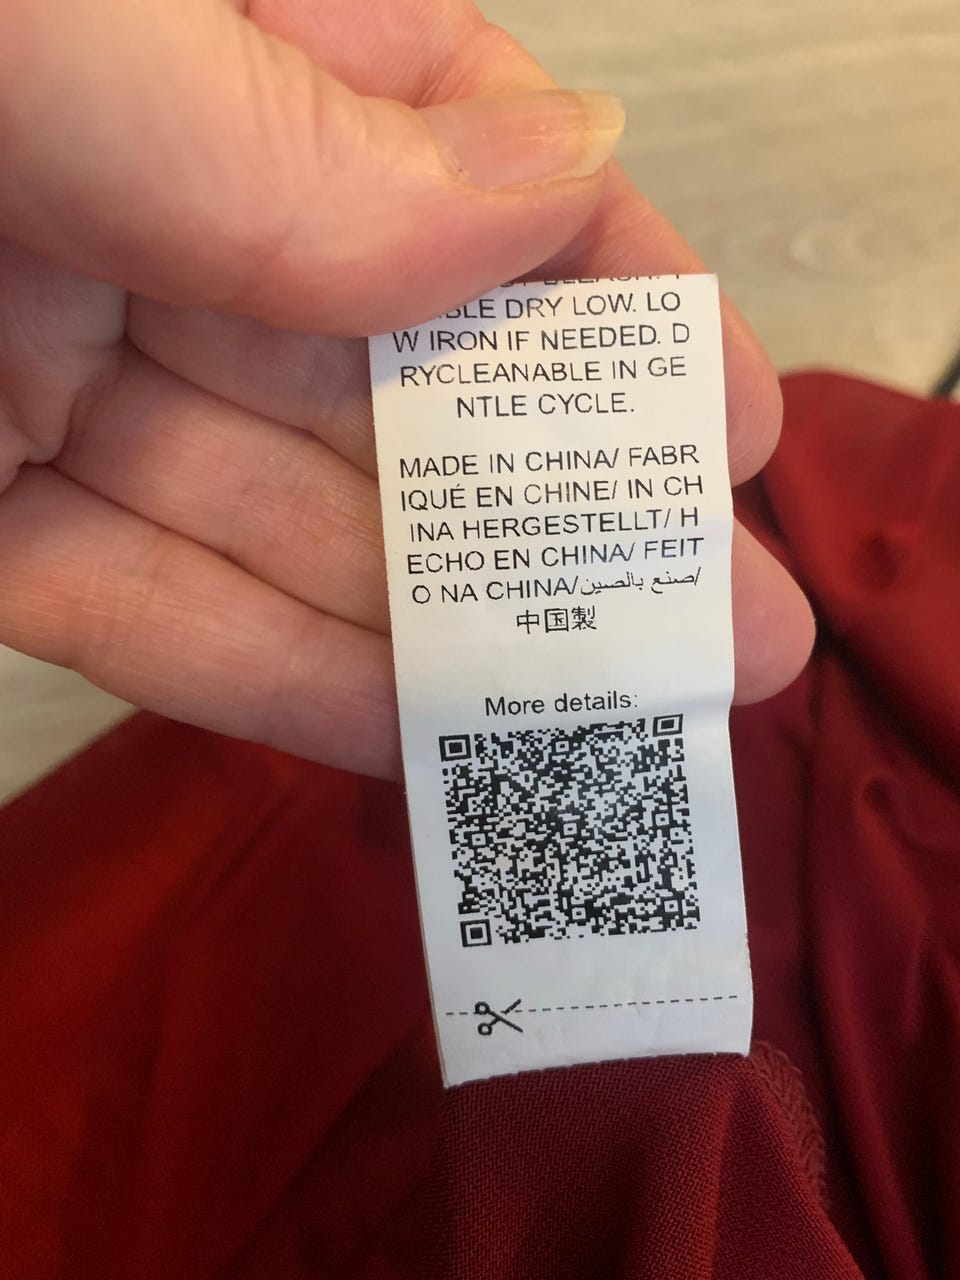 BLEACH.
DRY LOW. LO
W IRON IF NEEDED. D
RYCLEANABLE IN GE
NTLE CYCLE.
MADE IN CHINA/ FABR
IQUÉ EN CHINE/ IN CH
INA HERGESTELLT/ H
ECHO EN CHINA/ FEIT
O NA CHINA/صنع بالصين/
中国製
More details: